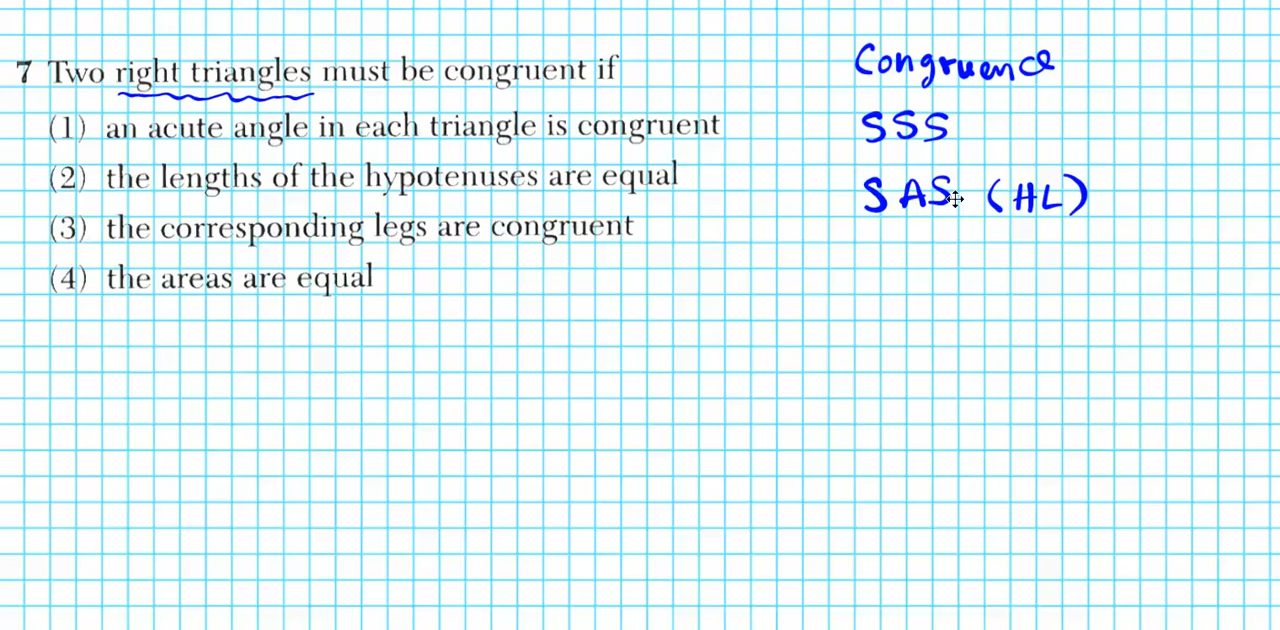 7 Two right triangles must be congruent if
(1) an acute angle in each triangle is congruent
(2) the lengths of the hypotenuses are equal
(3) the corresponding legs are congruent
(4) the areas are equal
Congruence
SSS
SAS (HL)